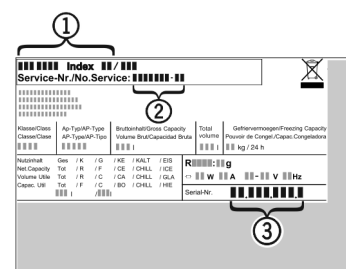 1
Index /
Service-Nr./No.Service: -
2
Klasse/Class Ap-Typ/AP-Type Bruttoinhalt/Gross Capacity Total Gefriervermoegen/Freezing Capacity
Classe/Clase AP-Type/AP-Tipo Volume Brut/Capacidad Bruta volume Pouvoir de Congel./Capac.Congeladora
l l kg / 24 h
Nutzinhalt Ges / K / G / KE / KALT / EIS
Net.Capacity Tot / R / F / CE / CHILL / ICE
Volume Utile Tot / R / C / CA / CHILL / GLA
Capac. Util Tot / F / C / BO / CHILL / HIE
l / l
R : g
W A - V Hz
Serial-Nr. . . .
3